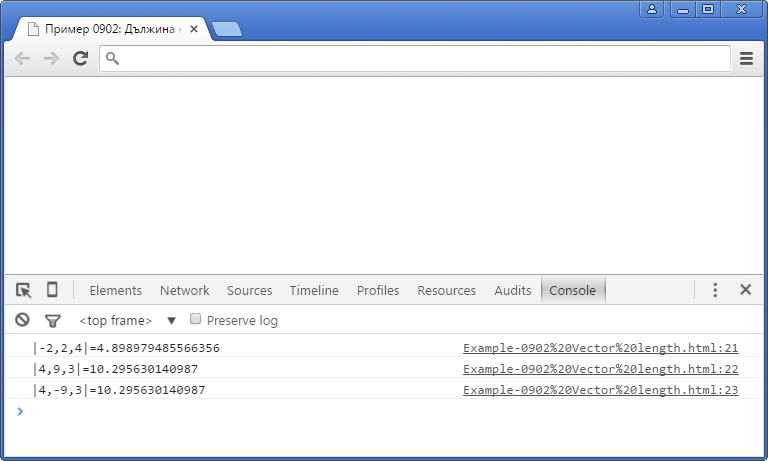 Пример 0902: Дължина
Elements Network Sources Timeline Profiles Resources Audits Console
<top frame> ▼ Preserve log
|-2,2,4|=4.898979485566356 Example-0902%20Vector%20length.html:21
|4,9,3|=10.295630140987 Example-0902%20Vector%20length.html:22
|4,-9,3|=10.295630140987 Example-0902%20Vector%20length.html:23